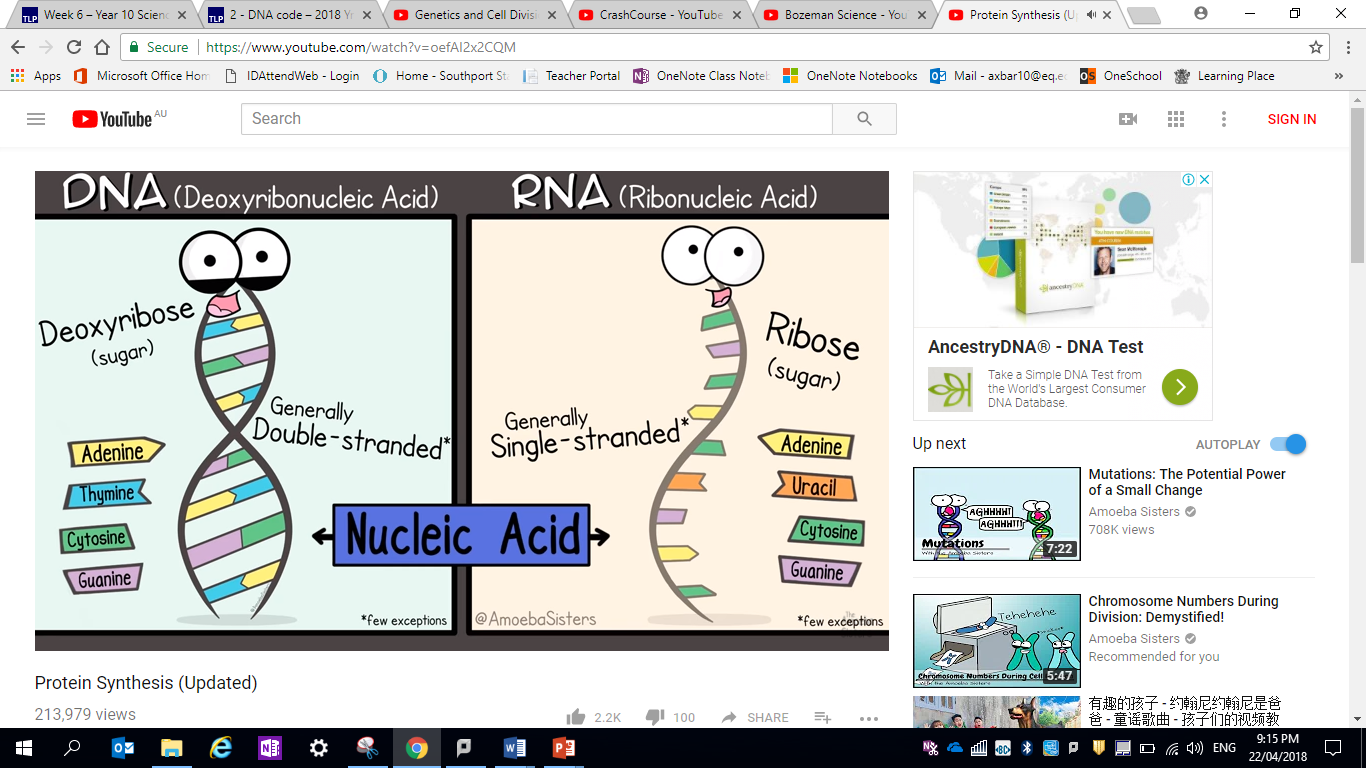 Week 6 – Year 10 Scien
2 - DNA code – 2018 Yr
Genetics and Cell Divisi
CrashCourse - YouTube
Bozeman Science - You
Protein Synthesis (U
Secure
https://www.youtube.com/watch?v=oefAI2x2CQM
Apps
Microsoft Office Hom
IDAttendWeb - Login
Home - Southport St
Teacher Portal
OneNote Class Noteb
OneNote Notebooks
Mail - axbar10@eq.ed
OneSchool
Learning Place
YouTube AU
Search
SIGN IN
DNA (Deoxyribonucleic Acid)
RNA (Ribonucleic Acid)
Deoxyribose
(sugar)
Generally
Double-stranded*
Adenine
Thymine
Cytosine
Guanine
Nucleic Acid
*few exceptions
Ribose
(sugar)
Generally
Single-stranded*
Adenine
Uracil
Cytosine
Guanine
@AmoebaSisters
*few exceptions
ancestryDNA
AncestryDNA® - DNA Test
Take a Simple DNA Test from
the World's Largest Consumer
DNA Database.
Up next
AUTOPLAY
AGHHHH!
AGHHHH!!!
Mutations
7:22
Mutations: The Potential Power
of a Small Change
Amoeba Sisters
708K views
Tehehehe
Chromosome Numbers During Cell
5:47
Chromosome Numbers During
Division: Demystified!
Amoeba Sisters
Recommended for you
有趣的孩子 - 约翰尼约翰尼是爸
爸 - 童谣歌曲 - 孩子们的视频教
Protein Synthesis (Updated)
213,979 views
2.2K
100
SHARE
ENG
9:15 PM
22/04/2018